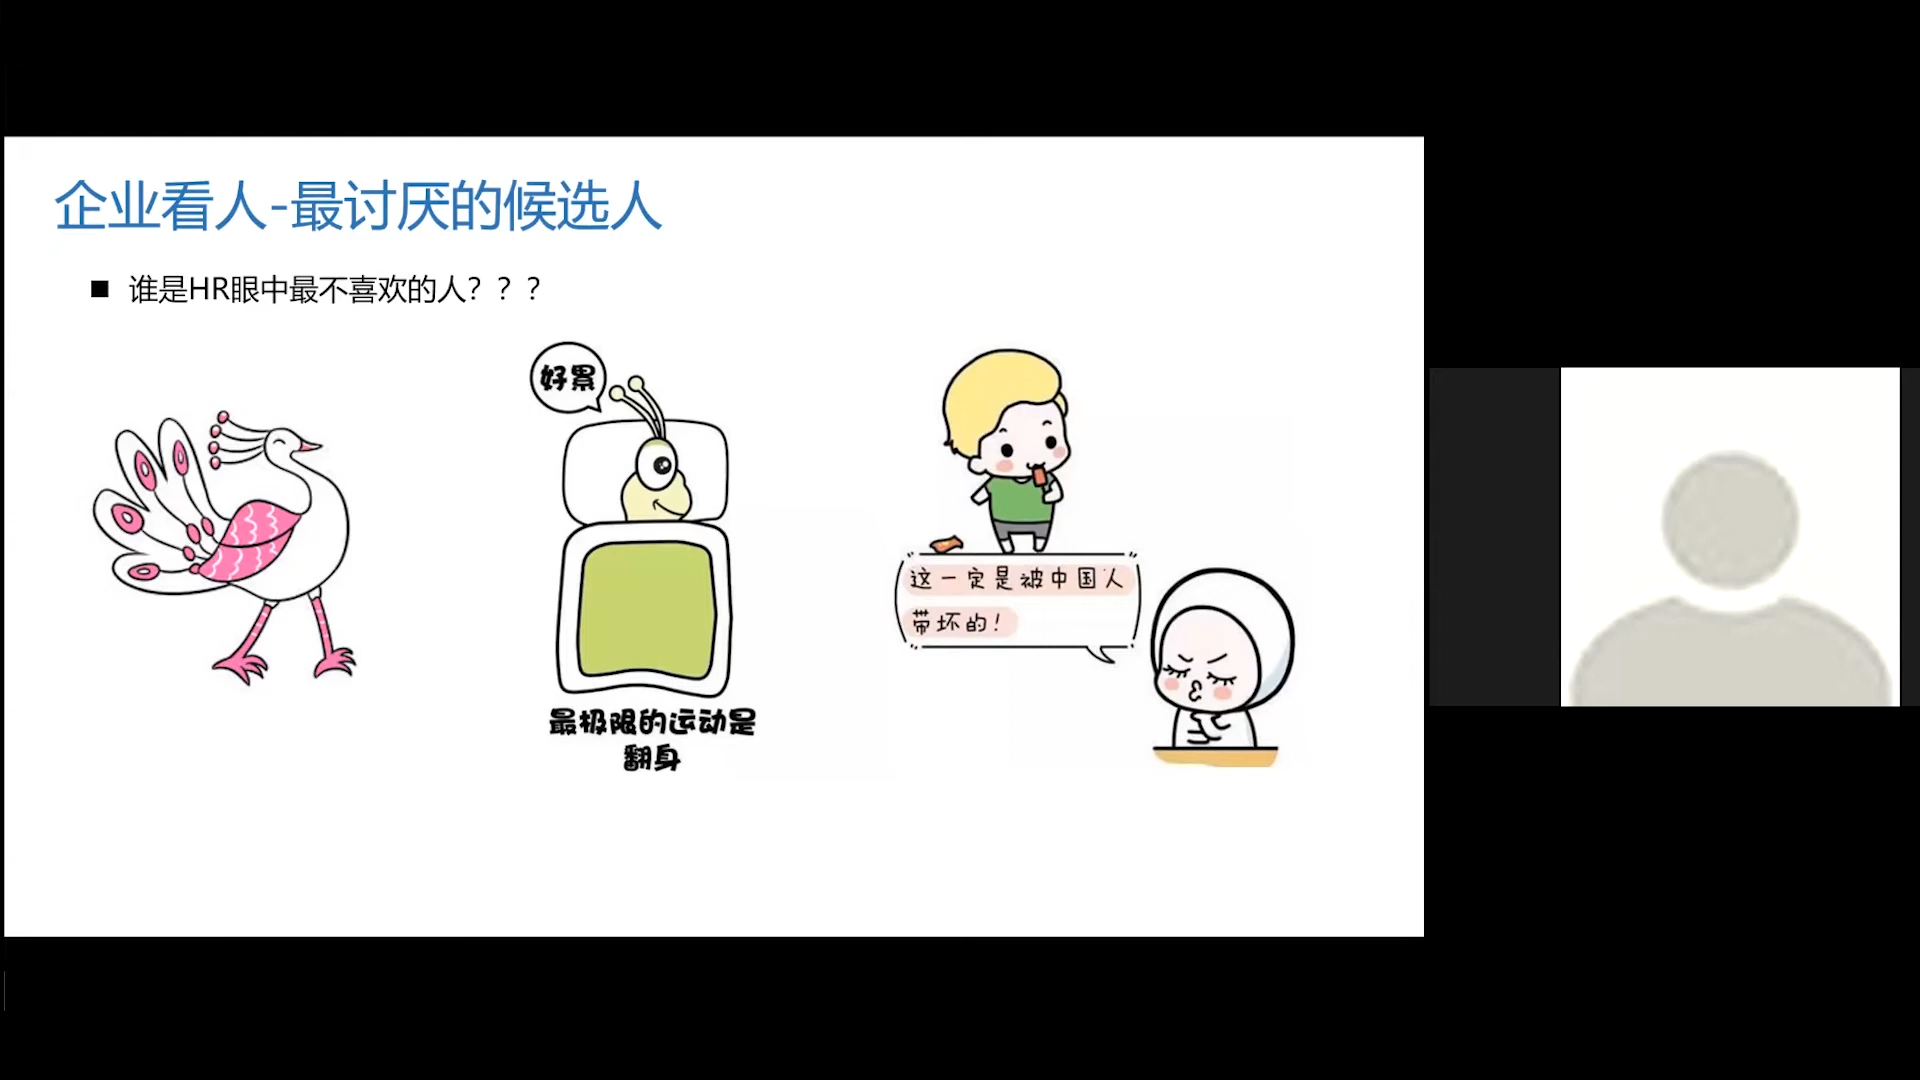 企业看人-最讨厌的候选人
■ 谁是HR眼中最不喜欢的人？？？
好累
最极限的运动是
翻身
这一定是被中国人
带坏的！